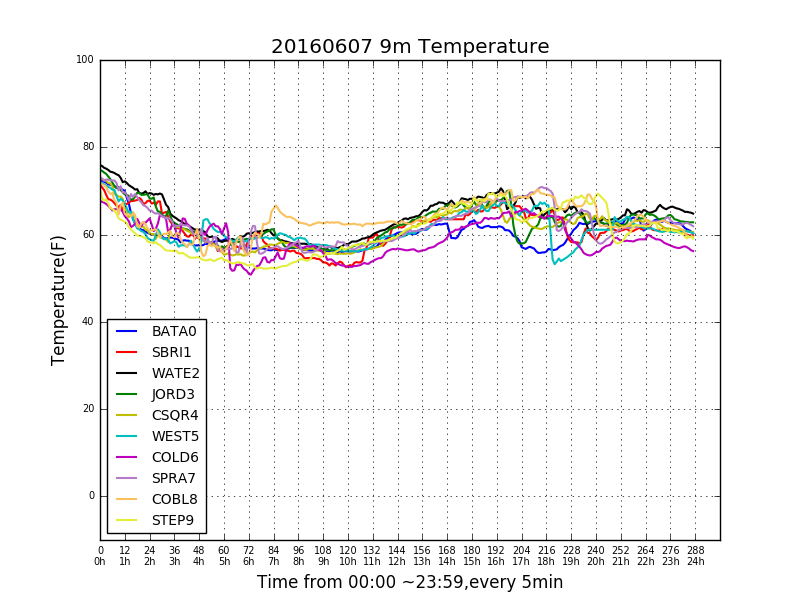 20160607 9m Temperature
Temperature(F)
100
80
60
40
20
0
BATA0
SBRI1
WATE2
JORD3
CSQR4
WEST5
COLD6
SPRA7
COBL8
STEP9
0 12 24 36 48 60 72 84 96 108 120 132 144 156 168 180 192 204 216 228 240 252 264 276 288
0h 1h 2h 3h 4h 5h 6h 7h 8h 9h 10h 11h 12h 13h 14h 15h 16h 17h 18h 19h 20h 21h 22h 23h 24h
Time from 00:00 ~23:59,every 5min